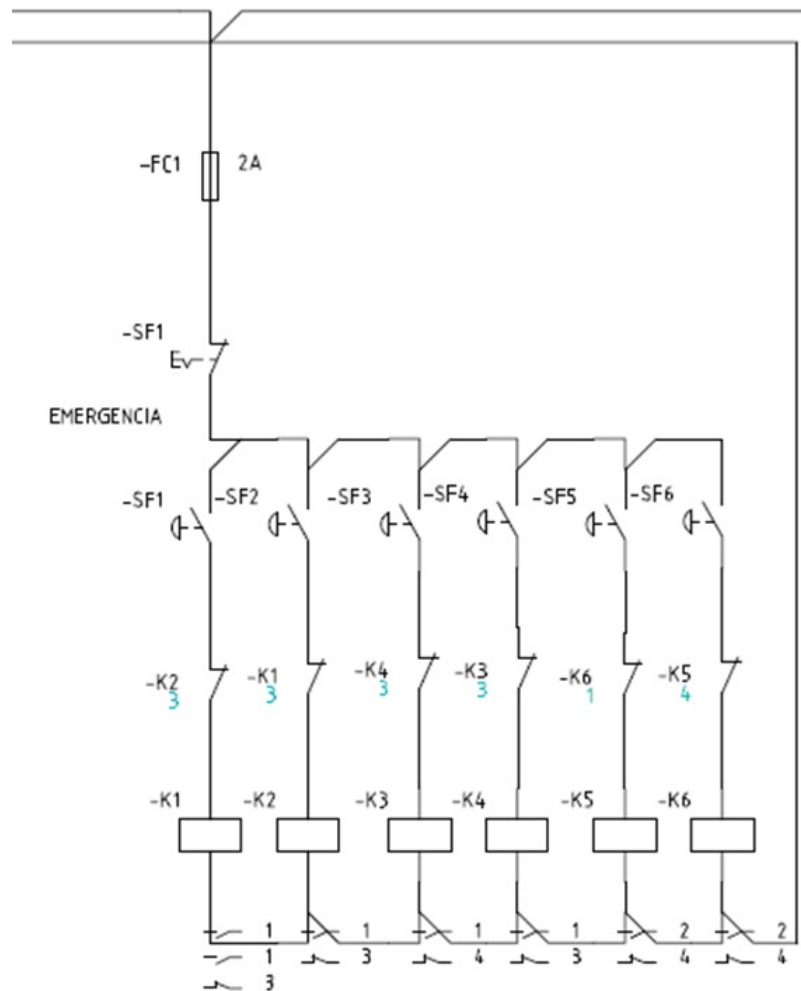 -FC1 2A
-SF1
EMERGENCIA
-SF1 -SF2 -SF3 -SF4 -SF5 -SF6
-K2 -K1 -K4 -K3 -K6 -K5
3 3 3 3 1 4
-K1 -K2 -K3 -K4 -K5 -K6
1 1 1 1 2 2
1 3 4 3 4 4
3